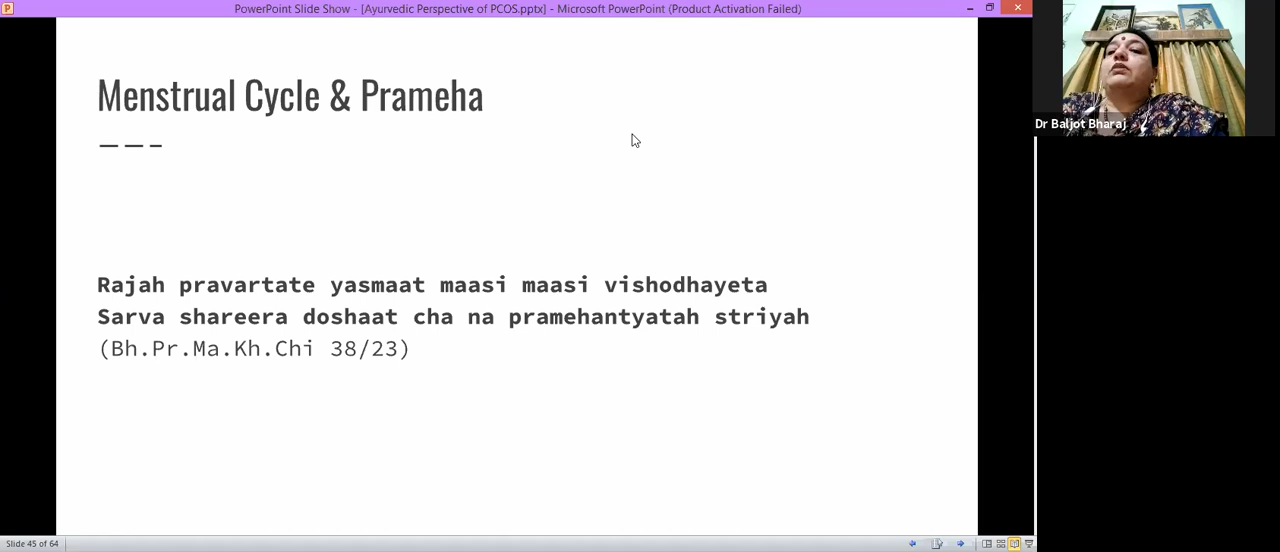 PowerPoint Slide Show - [Ayurvedic Perspective of PCOS.pptx] - Microsoft PowerPoint (Product Activation Failed)
Menstrual Cycle & Prameha
Dr Baljot Bharaj
Rajah pravartate yasmaat maasi maasi vishodhayeta
Sarva shareera doshaat cha na pramehantyatah striyah
(Bh.Pr.Ma.Kh.Chi 38/23)
Slide 45 of 64